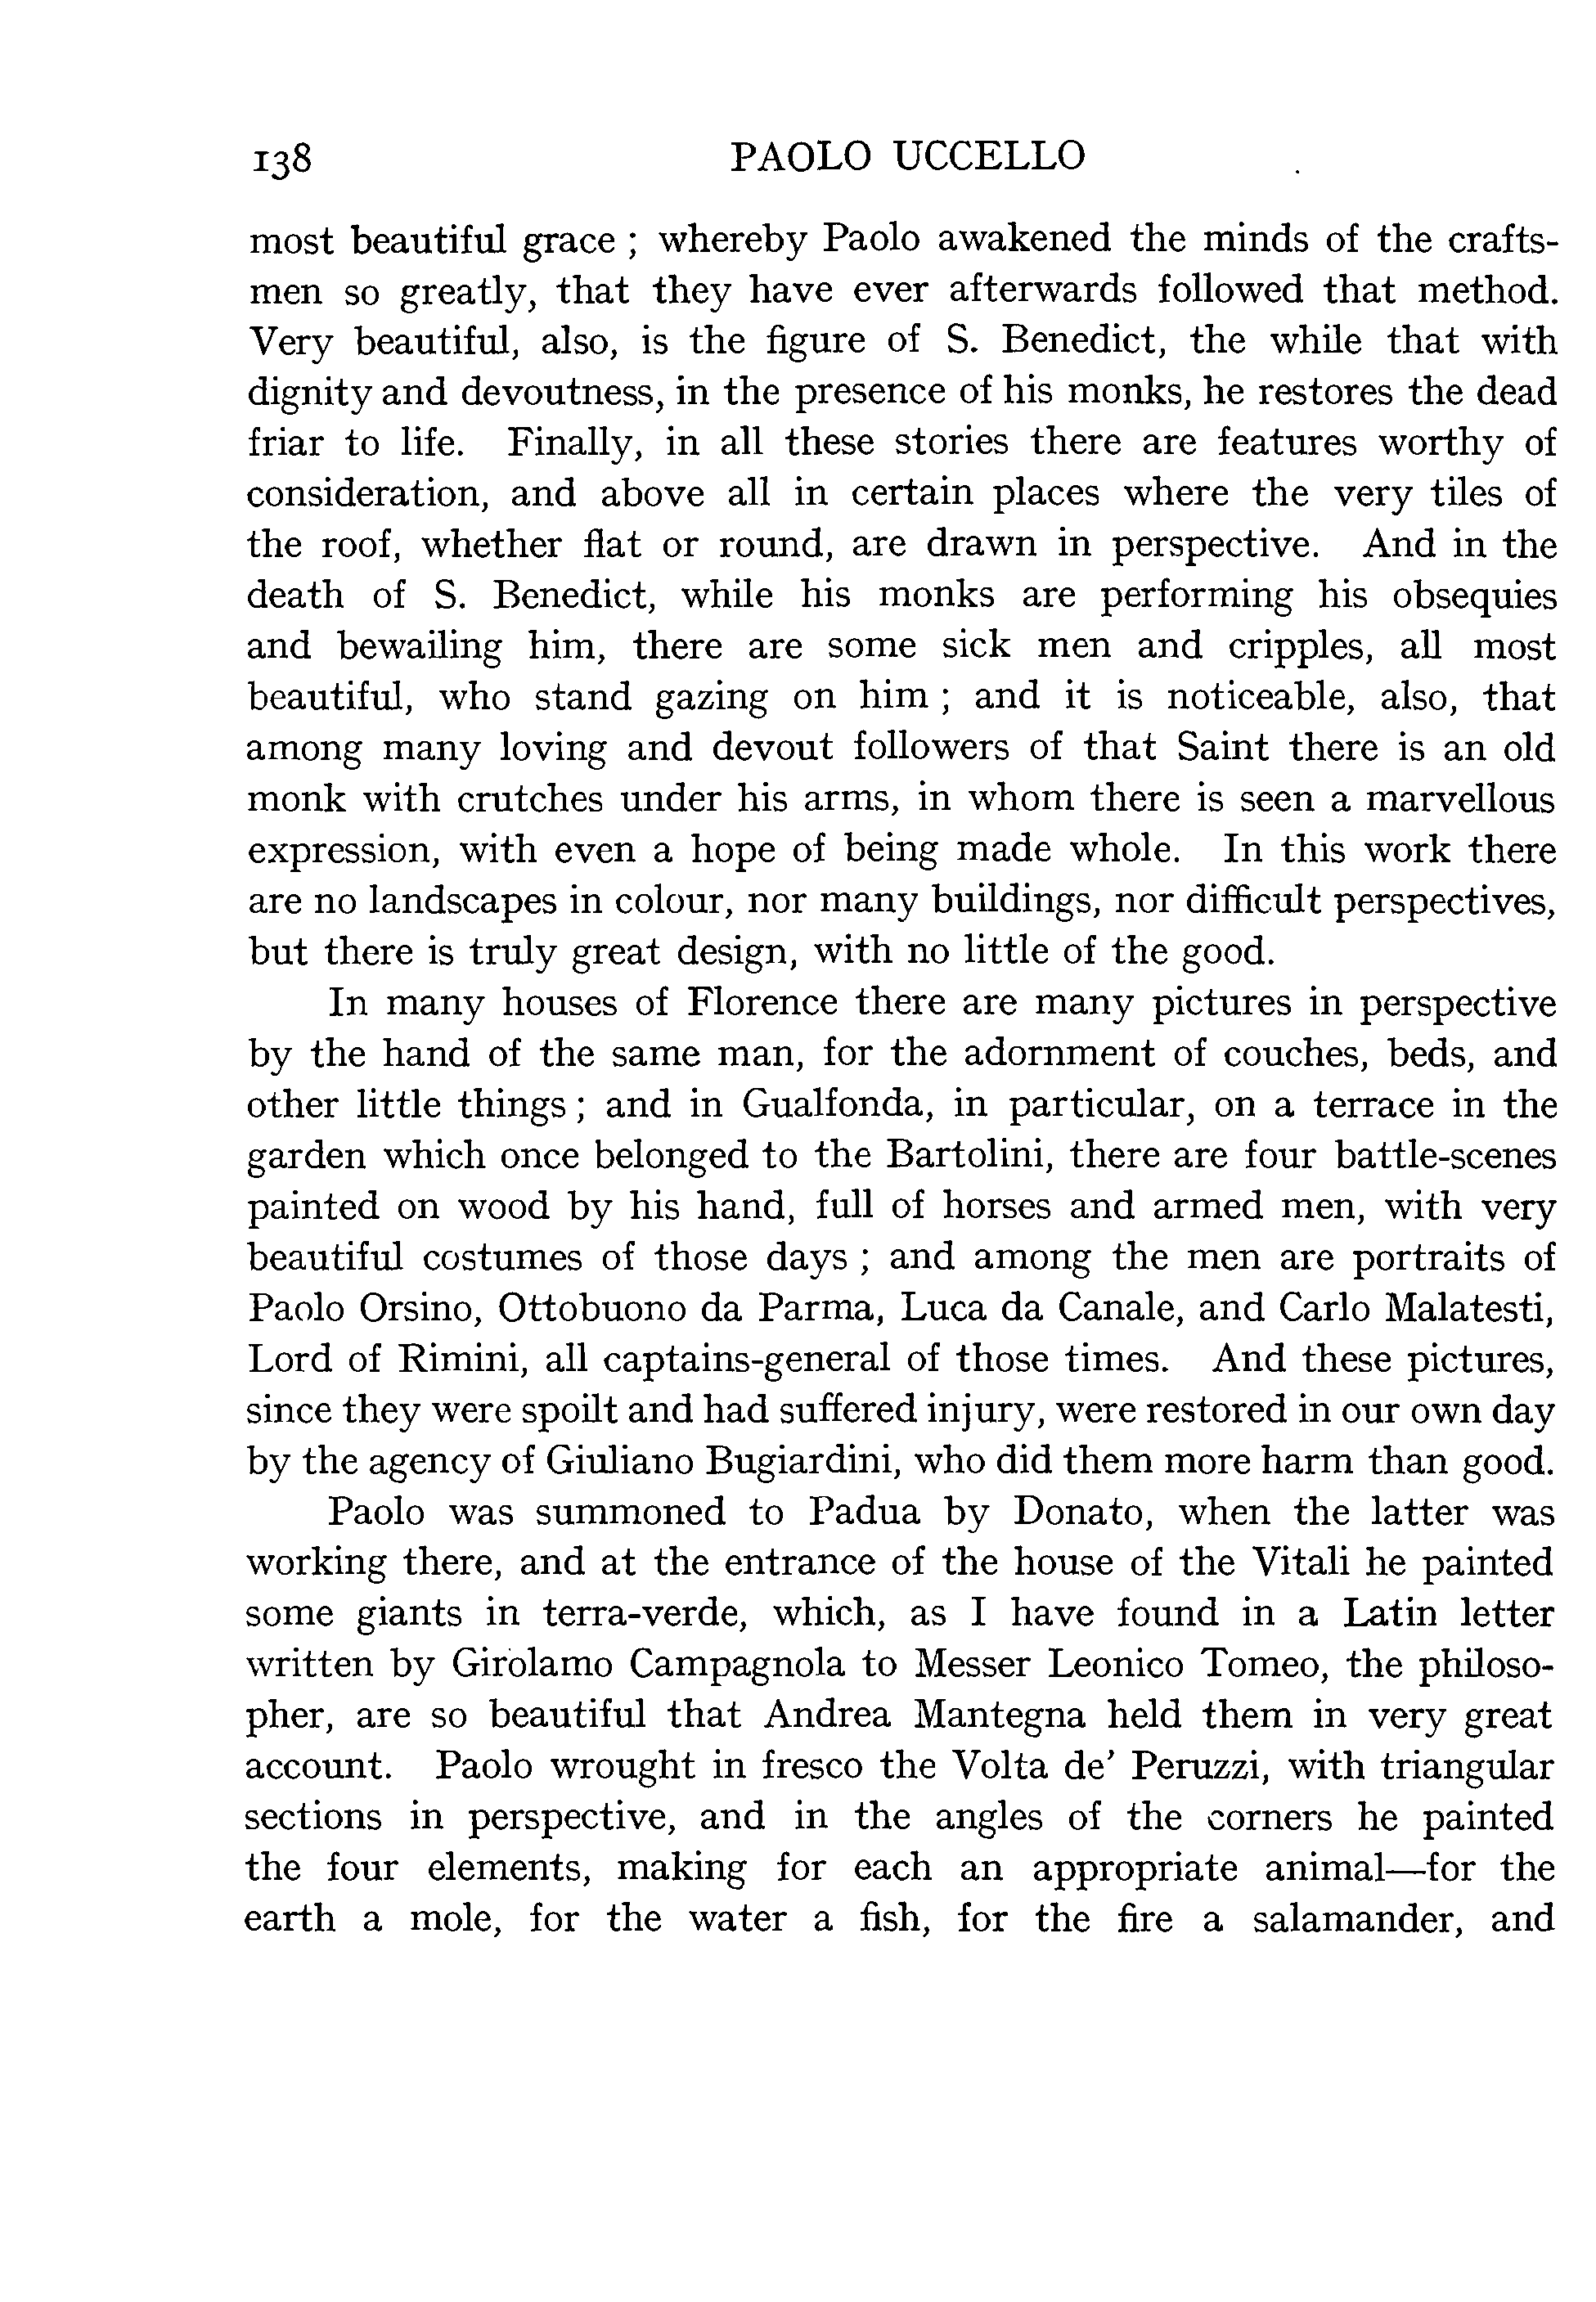 138 PAOLO UCCELLO
most beautiful grace ; whereby Paolo awakened the minds of the crafts-
men so greatly, that they have ever afterwards followed that method.
Very beautiful, also, is the figure of S. Benedict, the while that with
dignity and devoutness, in the presence of his monks, he restores the dead
friar to life. Finally, in all these stories there are features worthy of
consideration, and above all in certain places where the very tiles of
the roof, whether flat or round, are drawn in perspective. And in the
death of S. Benedict, while his monks are performing his obsequies
and bewailing him, there are some sick men and cripples, all most
beautiful, who stand gazing on him ; and it is noticeable, also, that
among many loving and devout followers of that Saint there is an old
monk with crutches under his arms, in whom there is seen a marvellous
expression, with even a hope of being made whole. In this work there
are no landscapes in colour, nor many buildings, nor difficult perspectives,
but there is truly great design, with no little of the good.
In many houses of Florence there are many pictures in perspective
by the hand of the same man, for the adornment of couches, beds, and
other little things ; and in Gualfonda, in particular, on a terrace in the
garden which once belonged to the Bartolini, there are four battle-scenes
painted on wood by his hand, full of horses and armed men, with very
beautiful costumes of those days ; and among the men are portraits of
Paolo Orsino, Ottobuono da Parma, Luca da Canale, and Carlo Malatesti,
Lord of Rimini, all captains-general of those times. And these pictures,
since they were spoilt and had suffered injury, were restored in our own day
by the agency of Giuliano Bugiardini, who did them more harm than good.
Paolo was summoned to Padua by Donato, when the latter was
working there, and at the entrance of the house of the Vitali he painted
some giants in terra-verde, which, as I have found in a Latin letter
written by Girolamo Campagnola to Messer Leonico Tomeo, the philoso-
pher, are so beautiful that Andrea Mantegna held them in very great
account. Paolo wrought in fresco the Volta de' Peruzzi, with triangular
sections in perspective, and in the angles of the corners he painted
the four elements, making for each an appropriate animal—for the
earth a mole, for the water a fish, for the fire a salamander, and